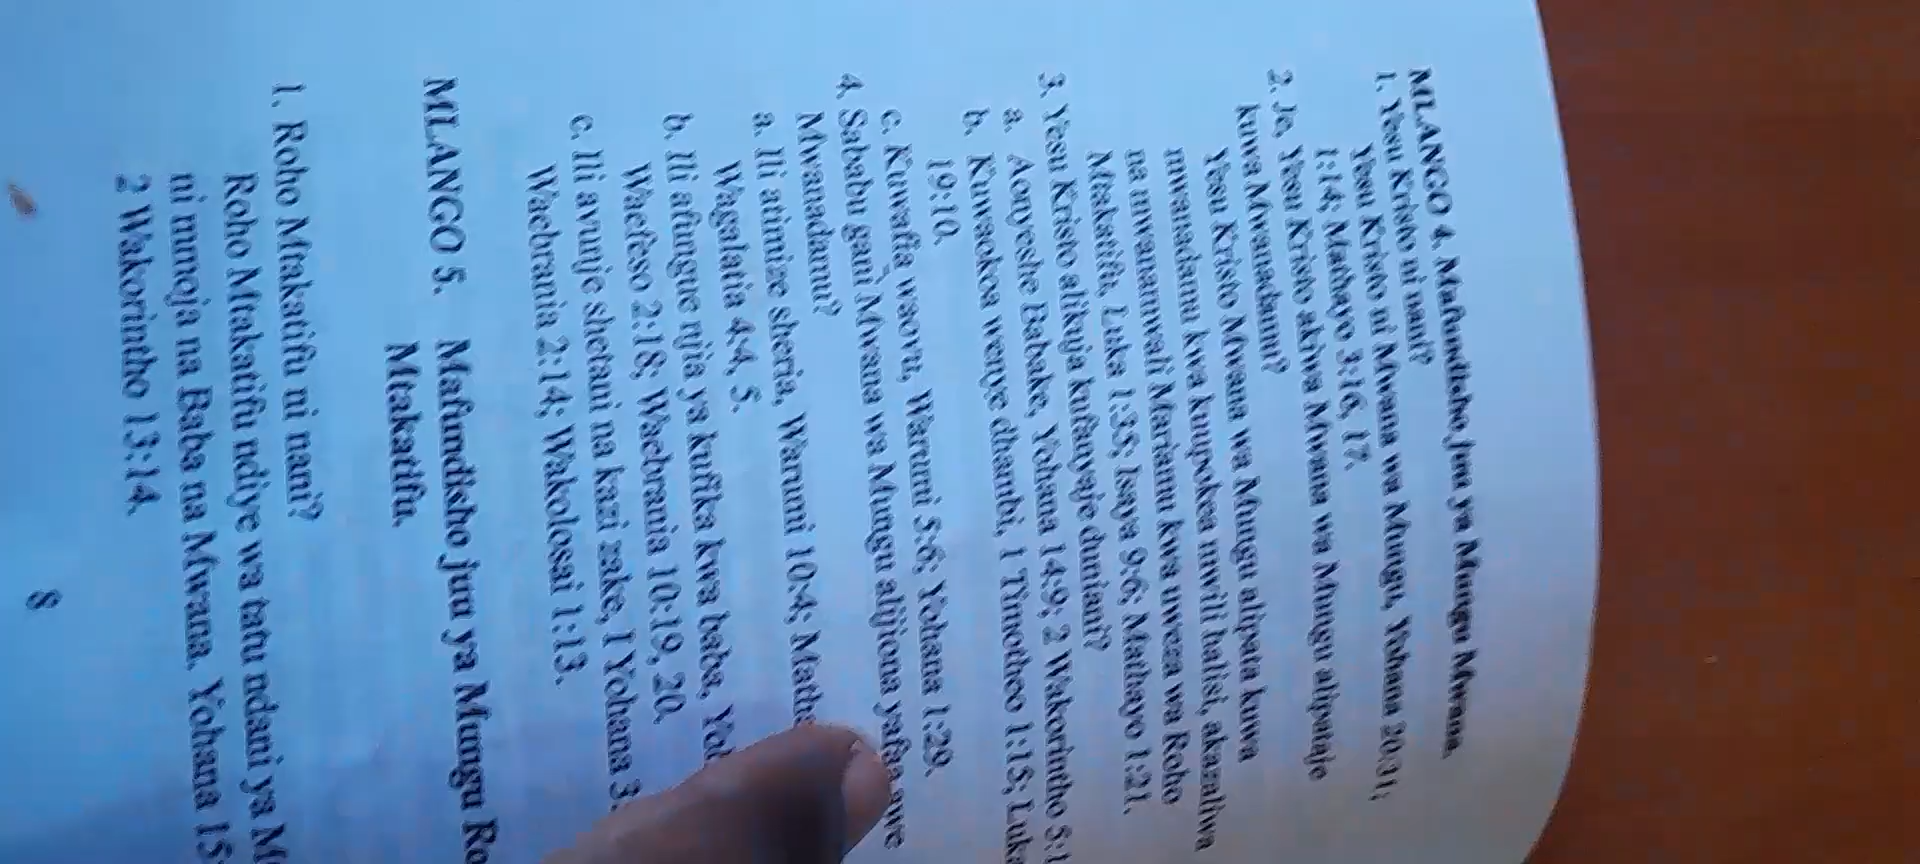 MLANGO 4. Mafundisho juu ya Mungu Mwana.
1. Yesu Kristo ni nani?
Yesu Kristo ni Mwana wa Mungu, Yohana 20:31;
1:14; Mathayo 3:16, 17.
2. Je, Yesu Kristo akiwa Mwana wa Mungu alipataje
kuwa Mwanadamu?
Yesu Kristo Mwana wa Mungu alipata kuwa
mwanadamu kwa kuupokea mwili halisi, akazaliwa
na mwanamwali Mariamu kwa uweza wa Roho
Mtakatifu, Luka 1:35; Isaya 9:6; Mathayo 1:21.
3. Yesu Kristo alikuja kufanyaje duniani?
a. Aonyeshe Babake, Yohana 14:9; 2 Wakorintho 5:1
b. Kuwaokoa wenye dhambi, 1 Timotheo 1:15; Luka
19:10.
c. Kuwafia waovu, Warumi 5:6; Yohana 1:29.
4. Sababu gani Mwana wa Mungu alijiona yafaa awe
Mwanadamu?
a. Ili atimize sheria, Warumi 10:4;
Wagalatia 4:4, 5.
b. Ili afungue njia ya kufika kwa baba,
Waefeso 2:18; Waebrania 10:19, 20.
c. Ili avunje shetani na kazi zake, 1 Yohana 3:
Waebrania 2:14; Wakolosai 1:13.
MLANGO 5. Mafundisho juu ya Mungu Ro
Mtakatifu.
1. Roho Mtakatifu ni nani?
Roho Mtakatifu ndiye wa tatu ndani ya M
ni mmoja na Baba na Mwana. Yohana 15:
2 Wakorintho 13:14.
8